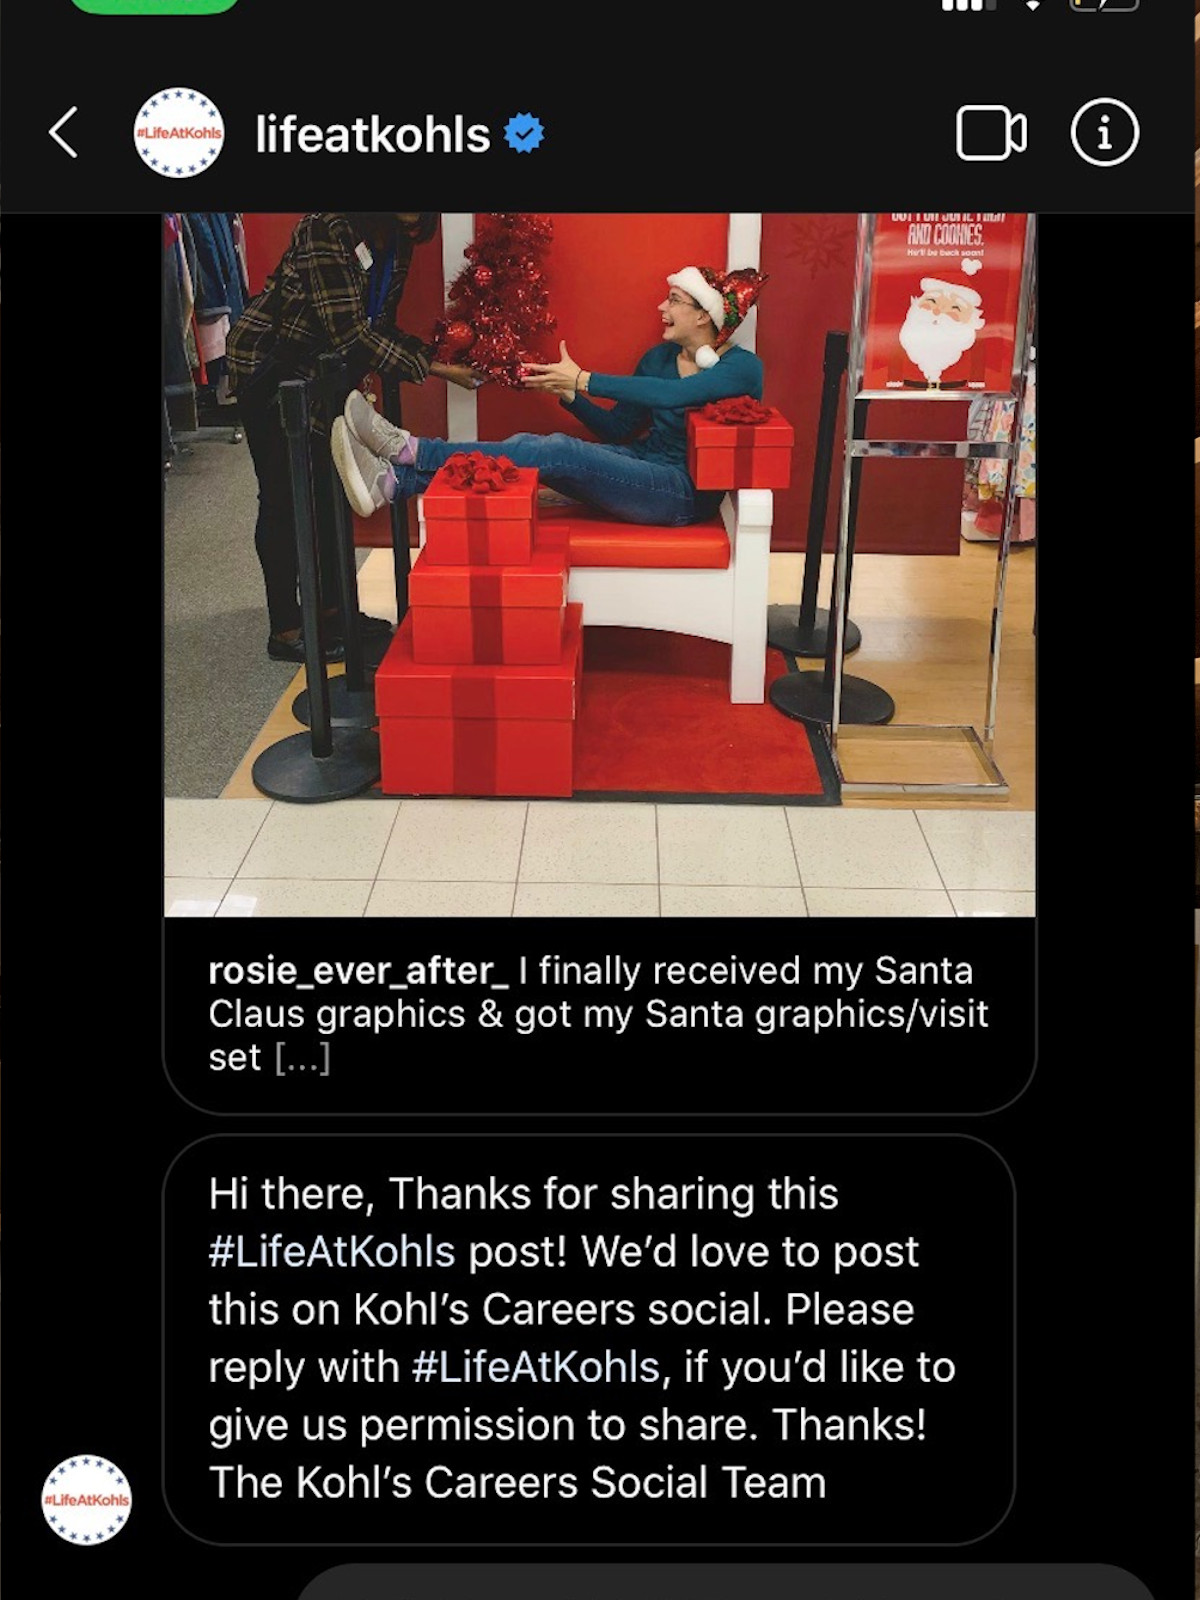 #LifeAtKohls
lifeatkohls
AND COOKIES.
He'll be back soon!
rosie_ever_after_ I finally received my Santa
Claus graphics & got my Santa graphics/visit
set [...]
Hi there, Thanks for sharing this
#LifeAtKohls post! We’d love to post
this on Kohl’s Careers social. Please
reply with #LifeAtKohls, if you’d like to
give us permission to share. Thanks!
The Kohl’s Careers Social Team
#LifeAtKohls